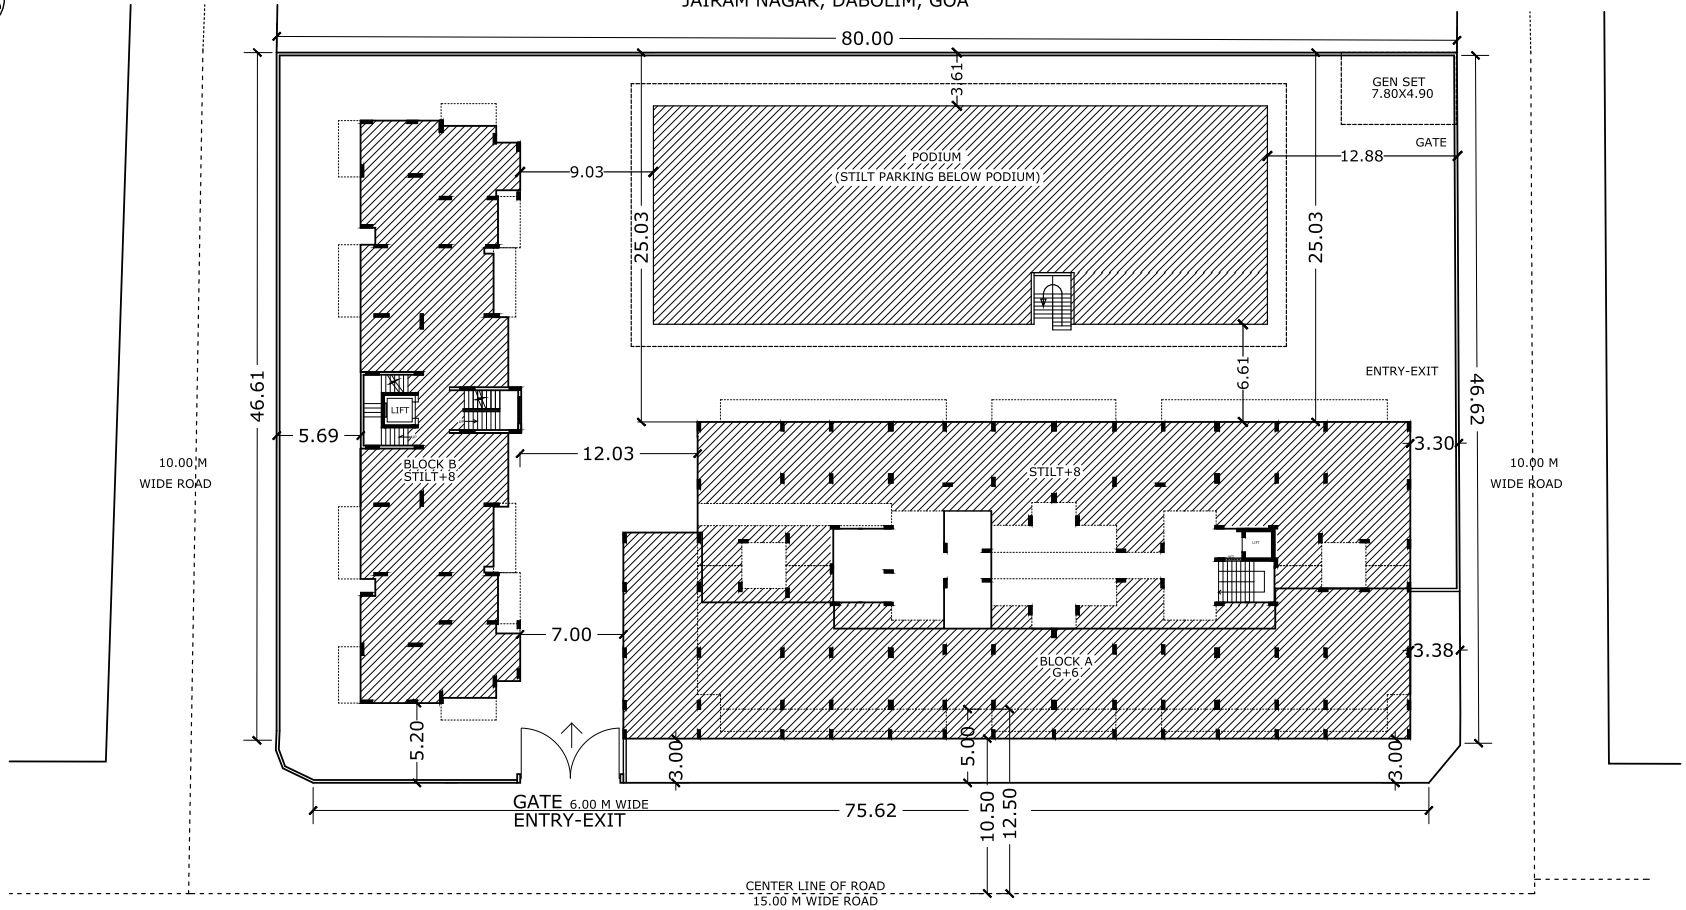 JAIRAM NAGAR, DABOLIM, GOA
80.00
3.61
GEN SET
7.80X4.90
GATE
12.88
PODIUM
(STILT PARKING BELOW PODIUM)
9.03
25.03
25.03
6.61
ENTRY-EXIT
46.61
46.62
LIFT
5.69
BLOCK B
STILT+8
12.03
STILT+8
3.30
10.00 M
WIDE ROAD
10.00 M
WIDE ROAD
LIFT
7.00
BLOCK A
G+6
3.38
5.20
3.00
5.00
3.00
GATE 6.00 M WIDE
ENTRY-EXIT
75.62
10.50
12.50
CENTER LINE OF ROAD
15.00 M WIDE ROAD